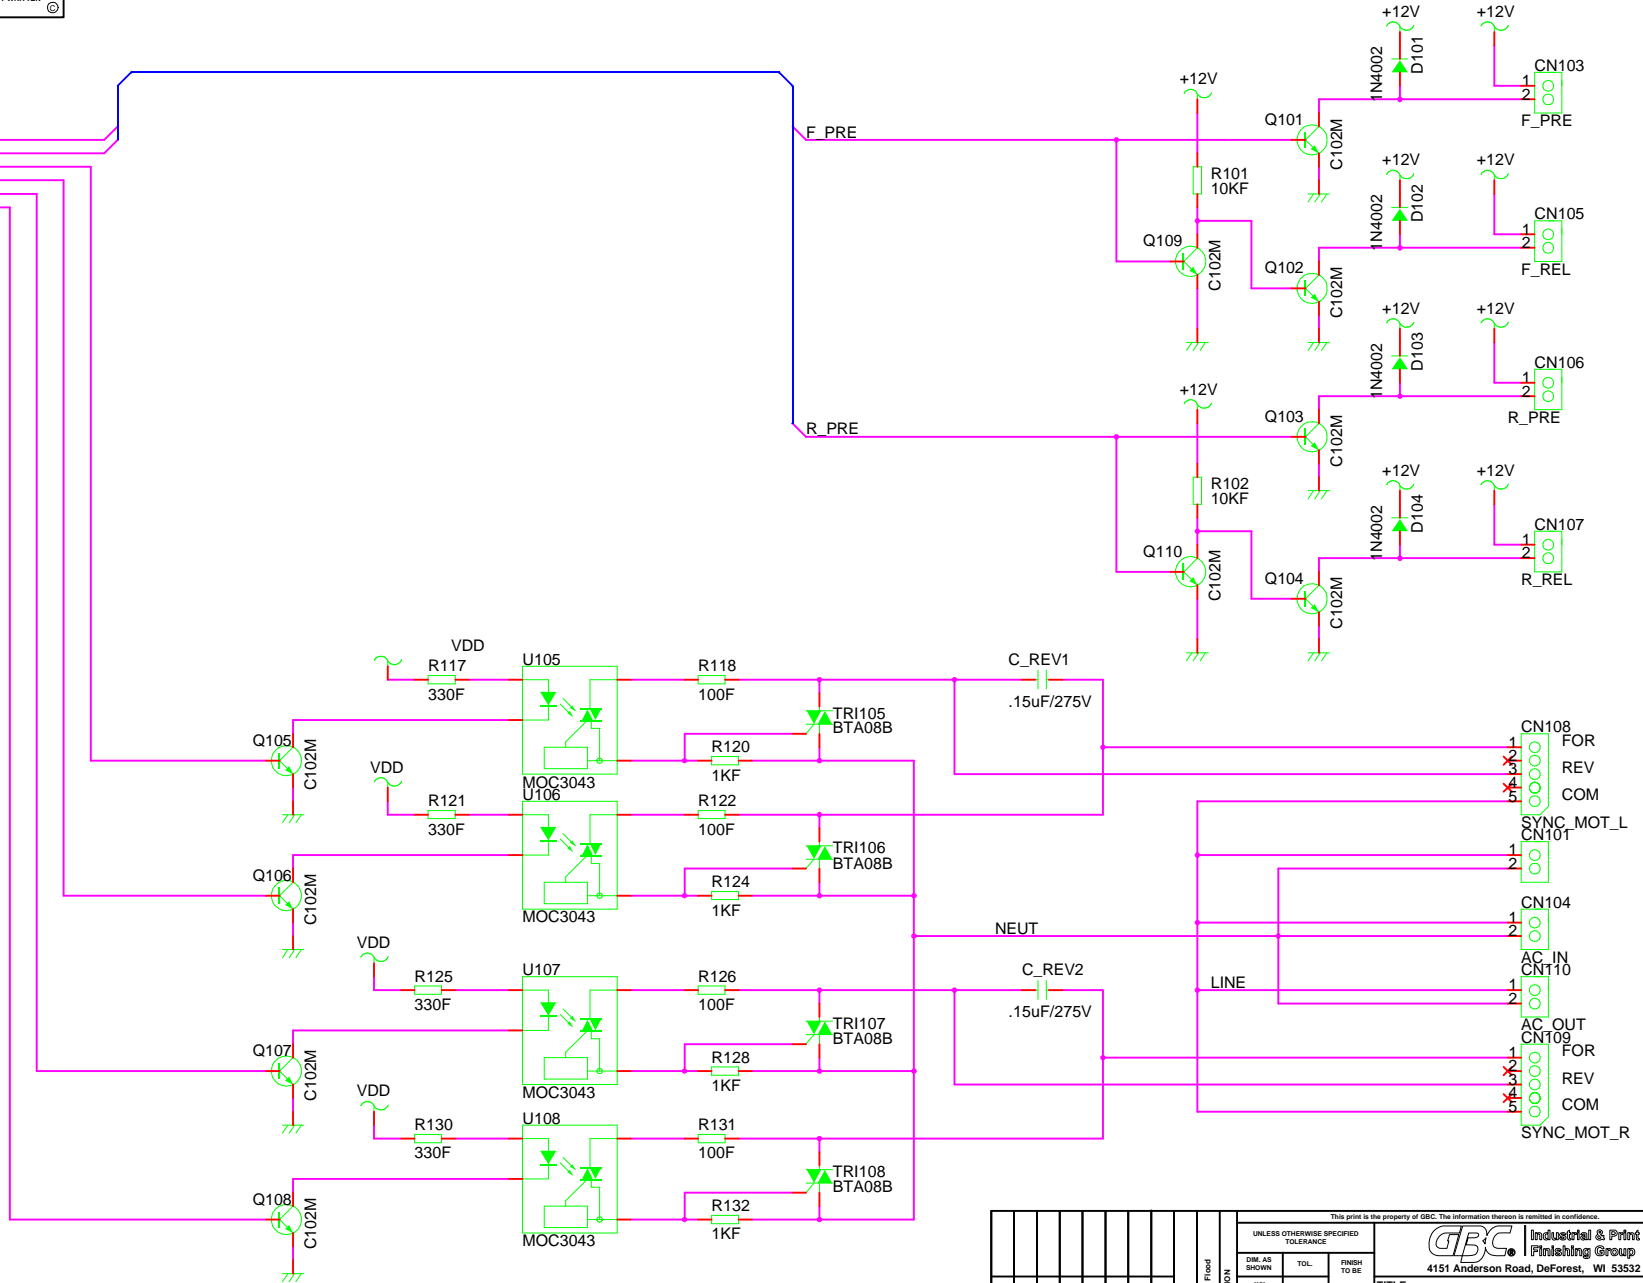 ©
+12V +12V
1N4002 D101
CN103
1
2
F_PRE
+12V
F_PRE
Q101
C102M
R101
10KF
+12V +12V
1N4002 D102
CN105
1
2
F_REL
Q109
C102M
Q102
C102M
+12V +12V
1N4002 D103
CN106
1
2
R_PRE
+12V
R_PRE
Q103
C102M
R102
10KF
+12V +12V
1N4002 D104
CN107
1
2
R_REL
Q110
C102M
Q104
C102M
VDD
R117
330F
U105
MOC3043
R118
100F
C_REV1
.15uF/275V
TRI105
BTA08B
Q105
C102M
R120
1KF
CN108
1 FOR
2
3 REV
4
5 COM
SYNC_MOT_L
VDD
R121
330F
U106
MOC3043
R122
100F
TRI106
BTA08B
Q106
C102M
R124
1KF
CN101
1
2
CN104
1
2
AC_IN
NEUT
VDD
R125
330F
U107
MOC3043
R126
100F
C_REV2
.15uF/275V
LINE
CN110
1
2
AC_OUT
TRI107
BTA08B
Q107
C102M
R128
1KF
CN109
1 FOR
2
3 REV
4
5 COM
SYNC_MOT_R
VDD
R130
330F
U108
MOC3043
R131
100F
TRI108
BTA08B
Q108
C102M
R132
1KF
This print is the property of GBC. The information thereon is remitted in confidence.
UNLESS OTHERWISE SPECIFIED
TOLERANCE
DIM. AS
SHOWN
TOL.
FINISH
TO BE
Flood
GBC ® Industrial & Print
Finishing Group
4151 Anderson Road, DeForest, WI 53532